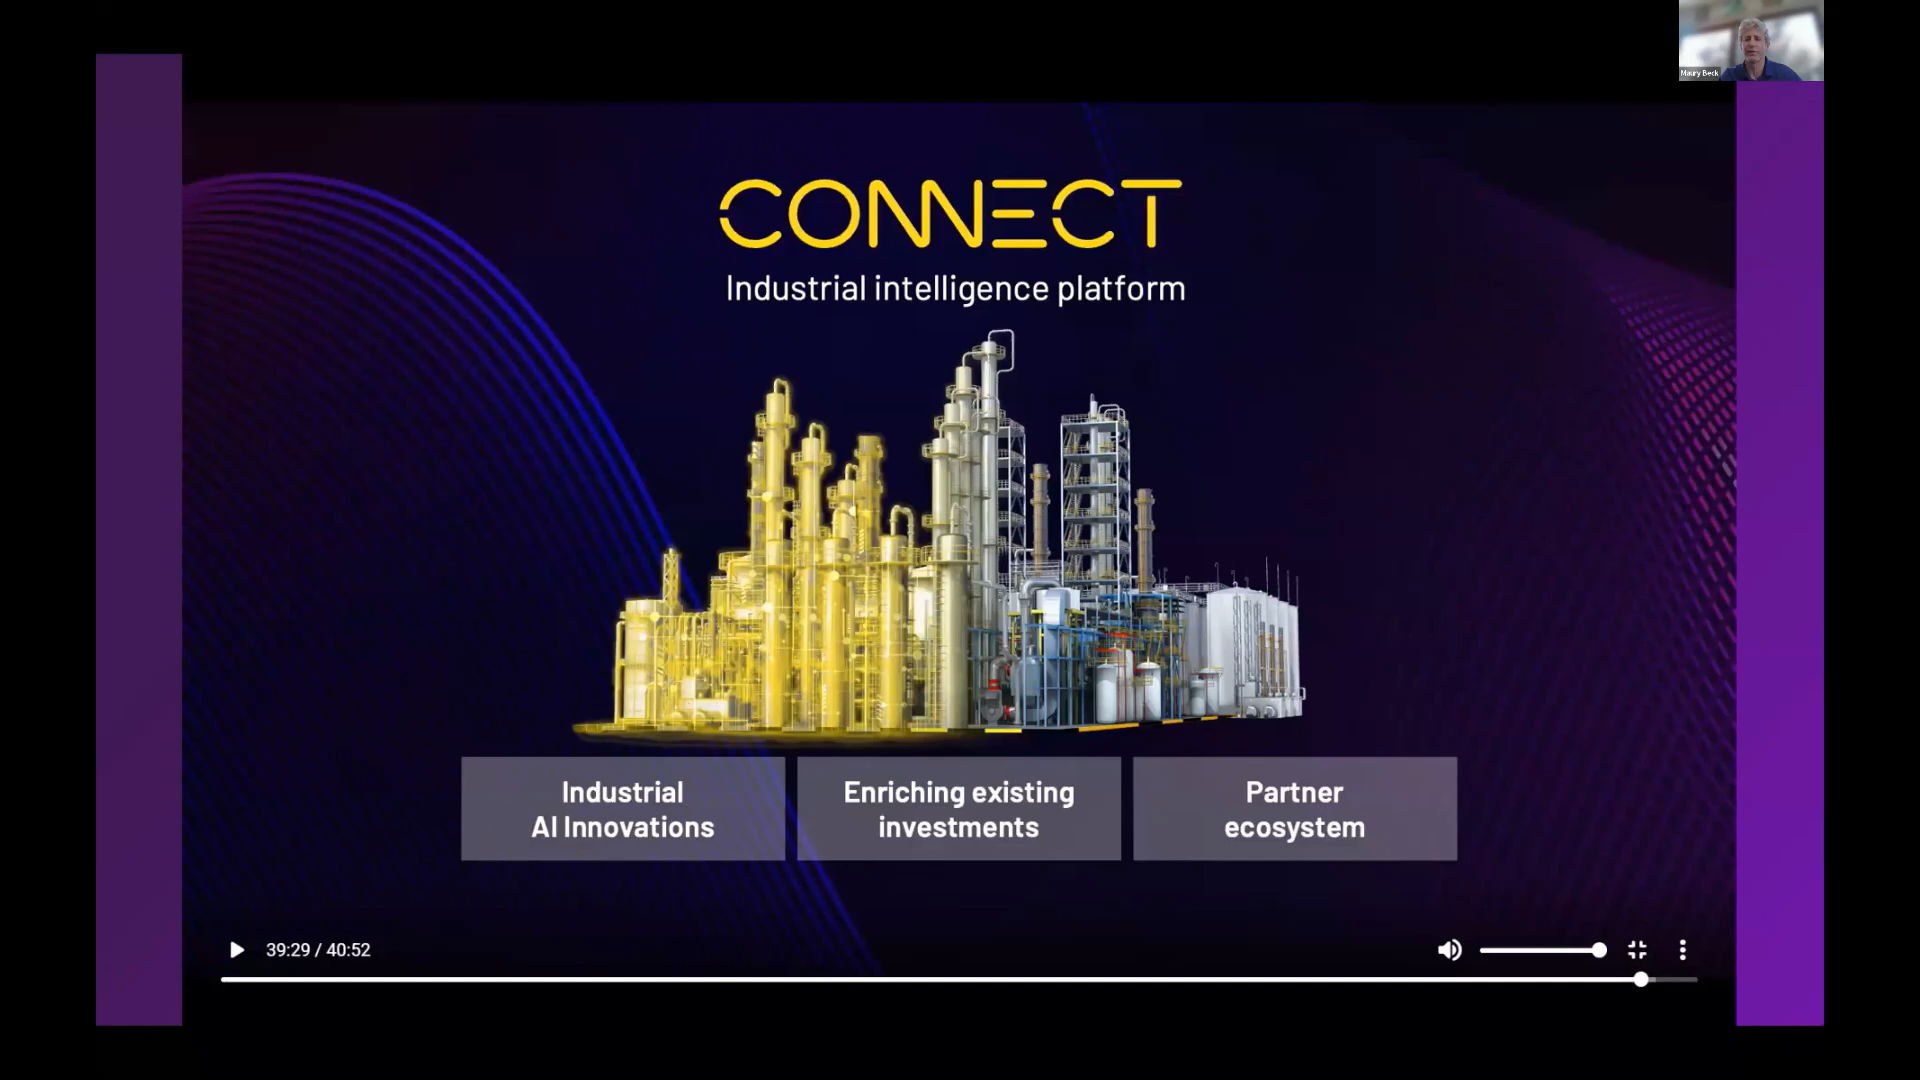 Maury Beck
CONNECT
Industrial intelligence platform
Industrial
AI Innovations
Enriching existing
investments
Partner
ecosystem
39:29 / 40:52